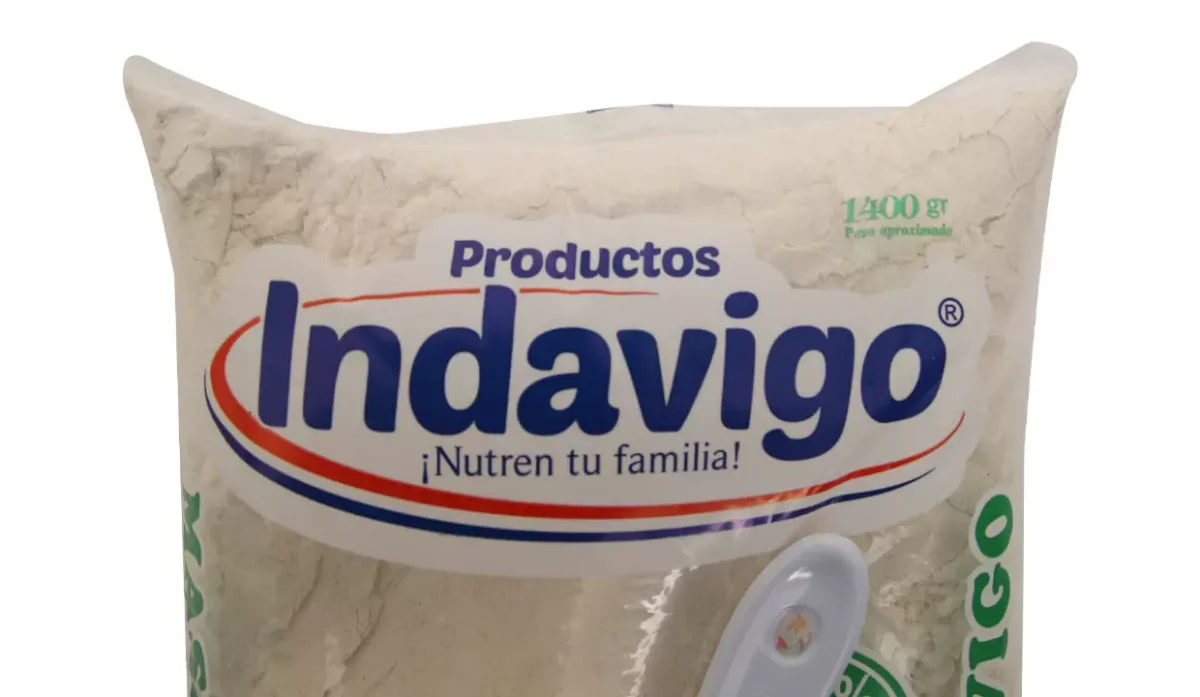 1400 gr
Peso aproximado
Productos
Indavigo®
¡Nutren tu familia!